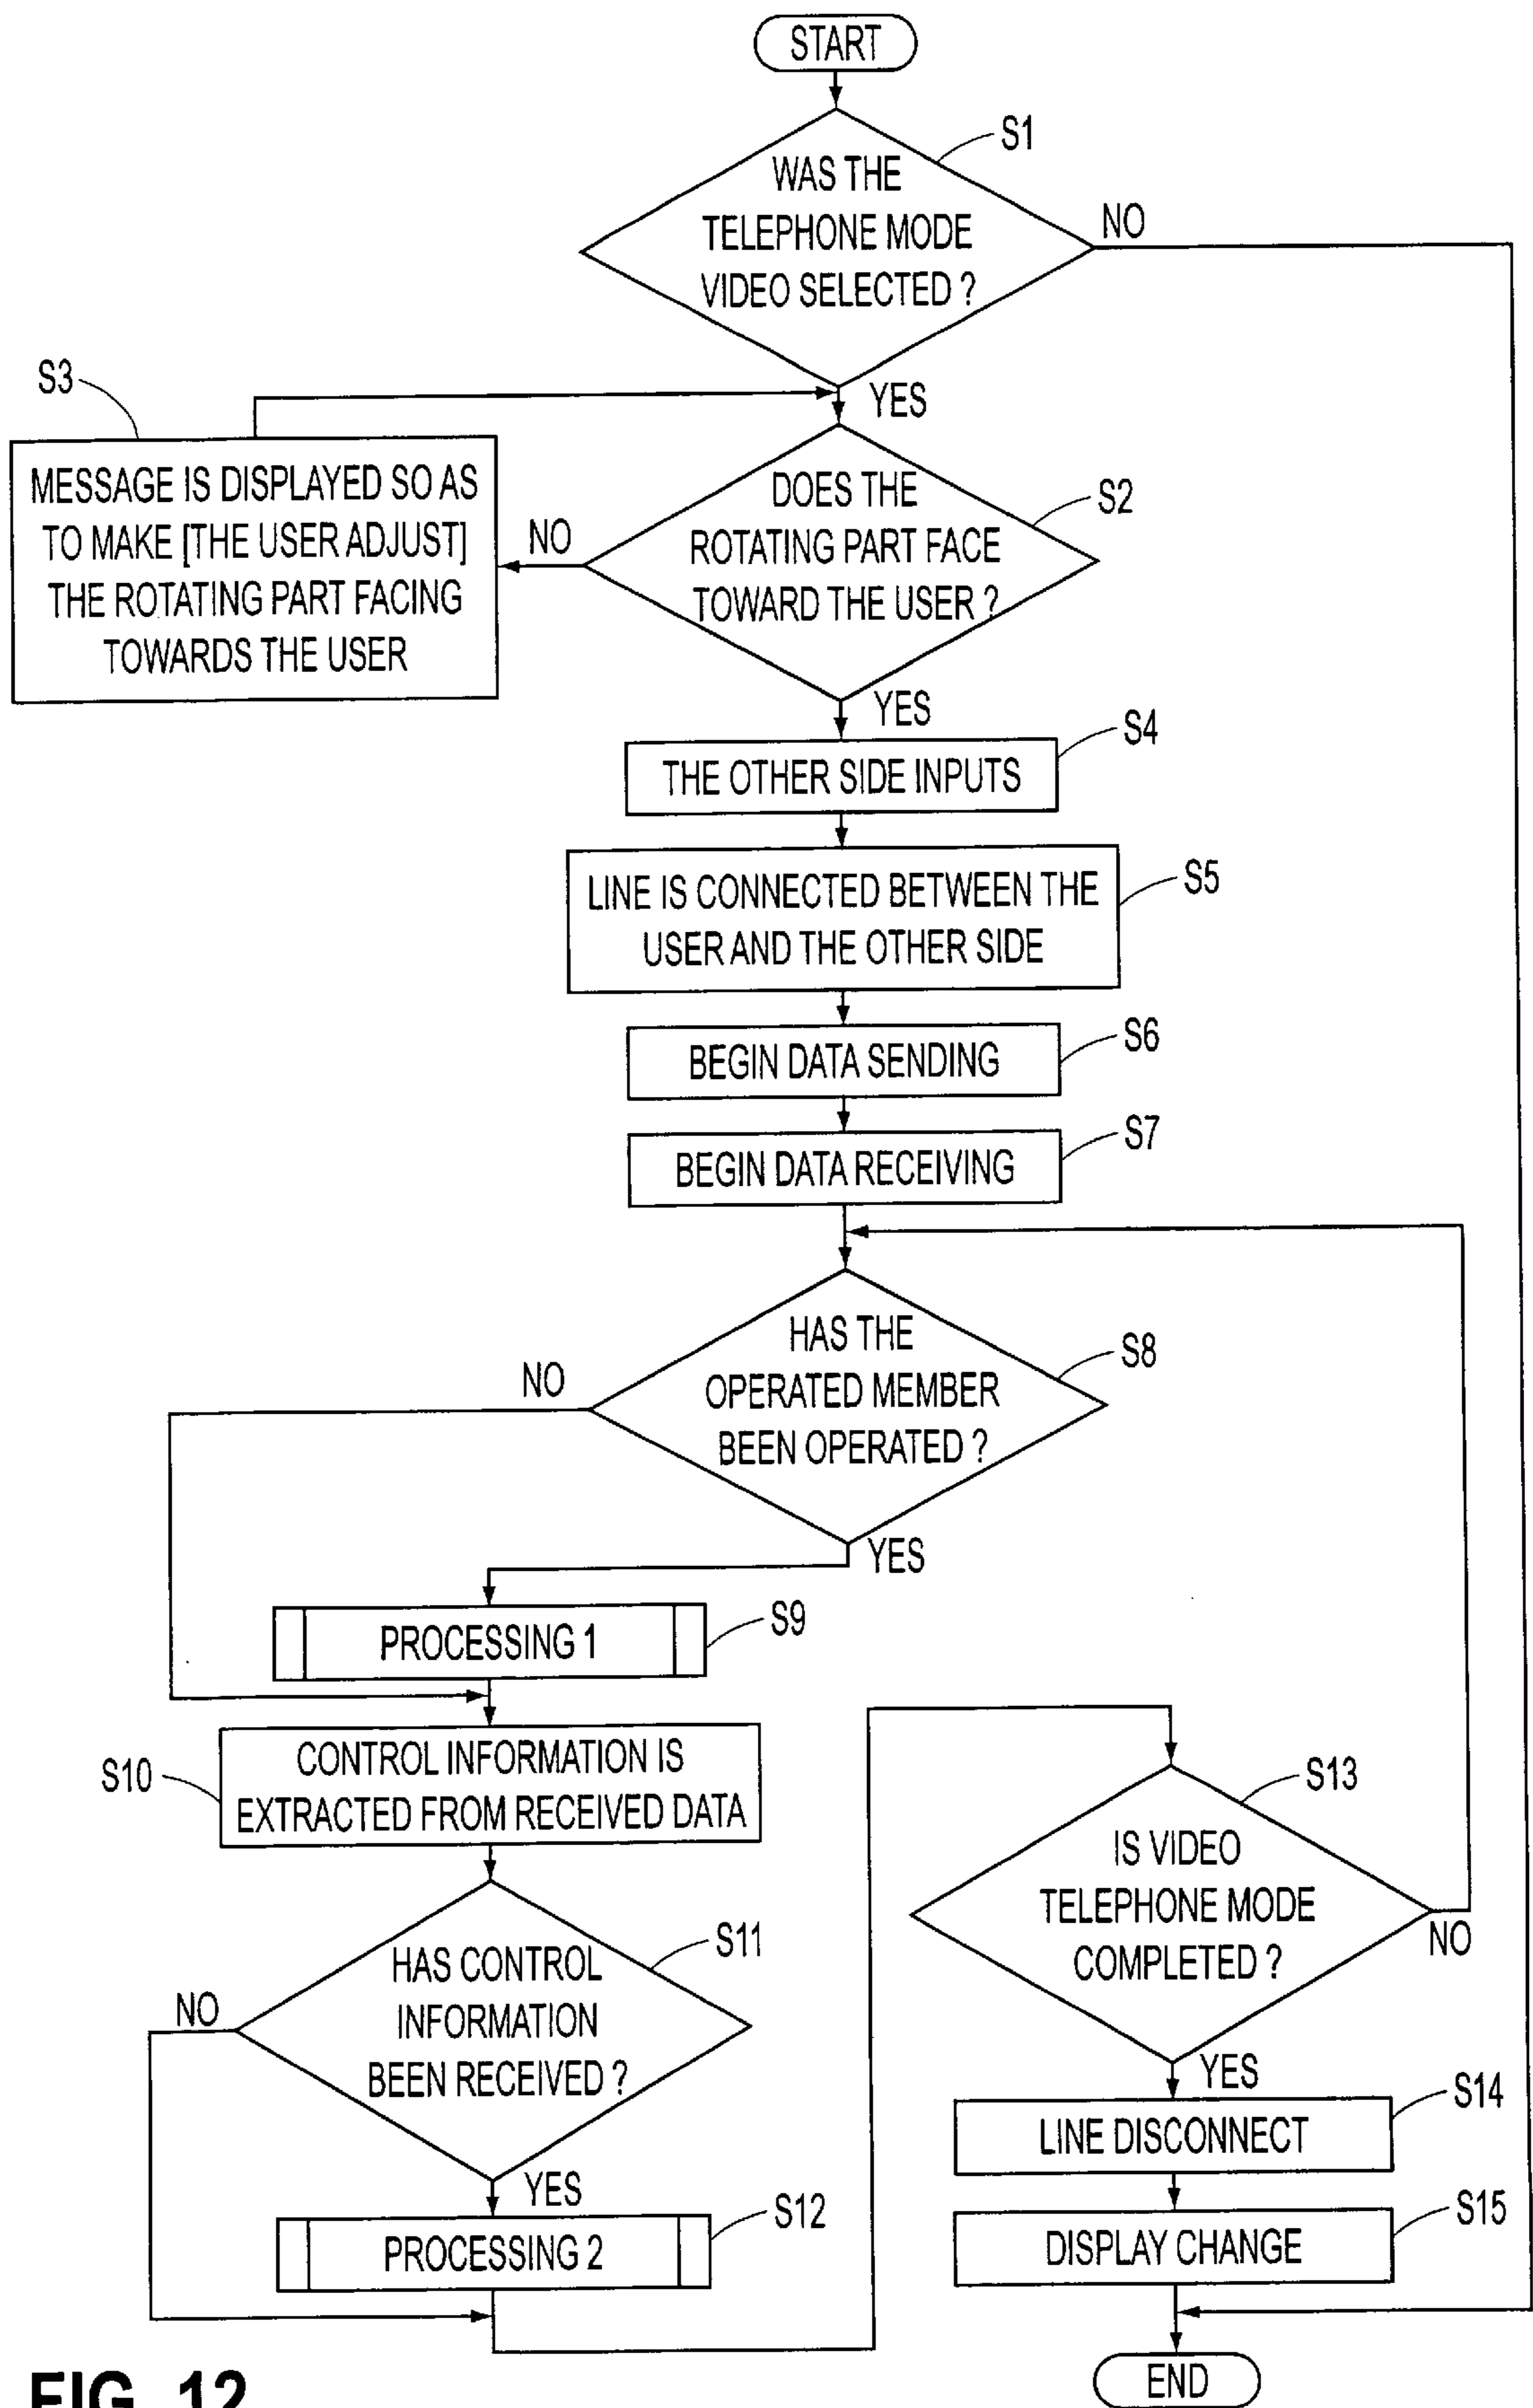 START
S1
WAS THE
TELEPHONE MODE
VIDEO SELECTED ?
NO
YES
S3
MESSAGE IS DISPLAYED SO AS
TO MAKE [THE USER ADJUST]
THE ROTATING PART FACING
TOWARDS THE USER
NO
S2
DOES THE
ROTATING PART FACE
TOWARD THE USER ?
YES
S4
THE OTHER SIDE INPUTS
S5
LINE IS CONNECTED BETWEEN THE
USER AND THE OTHER SIDE
S6
BEGIN DATA SENDING
S7
BEGIN DATA RECEIVING
S8
HAS THE
OPERATED MEMBER
BEEN OPERATED ?
NO
YES
S9
PROCESSING 1
S10
CONTROL INFORMATION IS
EXTRACTED FROM RECEIVED DATA
S11
HAS CONTROL
INFORMATION
BEEN RECEIVED ?
NO
YES
S12
PROCESSING 2
S13
IS VIDEO
TELEPHONE MODE
COMPLETED ?
NO
YES
S14
LINE DISCONNECT
S15
DISPLAY CHANGE
END
FIG. 12